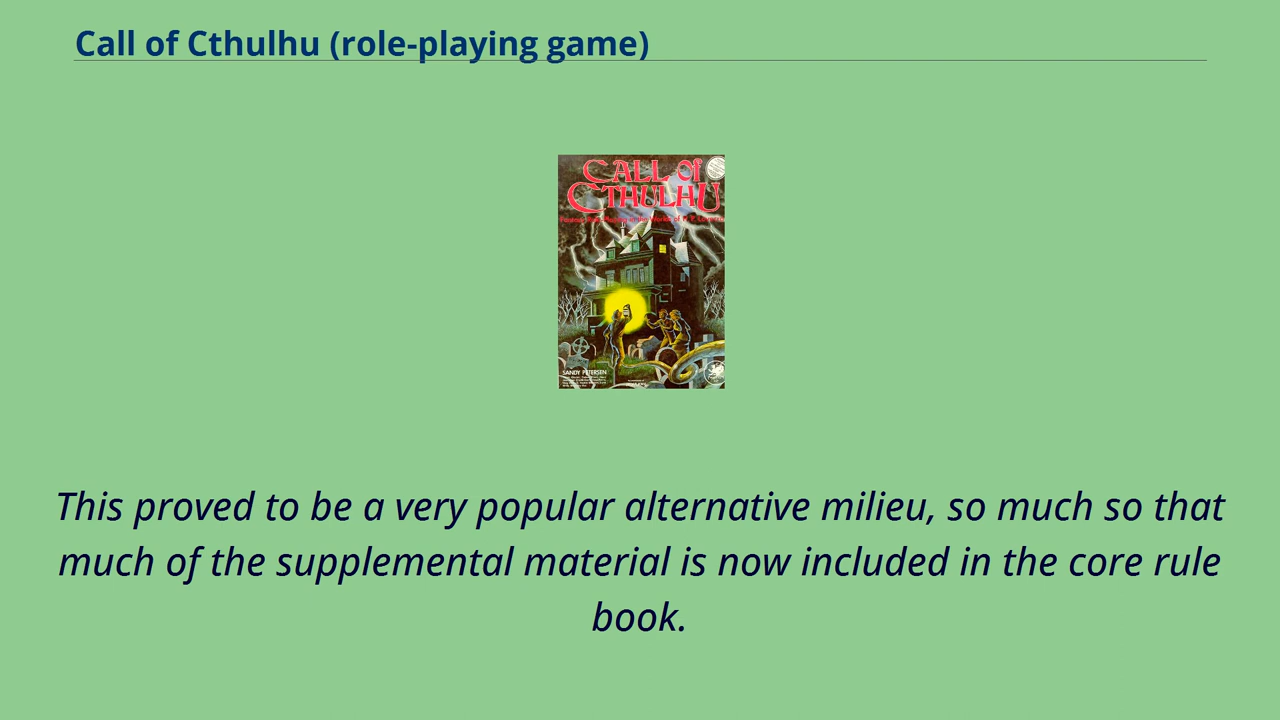 Call of Cthulhu (role-playing game)
CALL of
CTHULHU
SANDY PETERSEN
This proved to be a very popular alternative milieu, so much so that
much of the supplemental material is now included in the core rule
book.